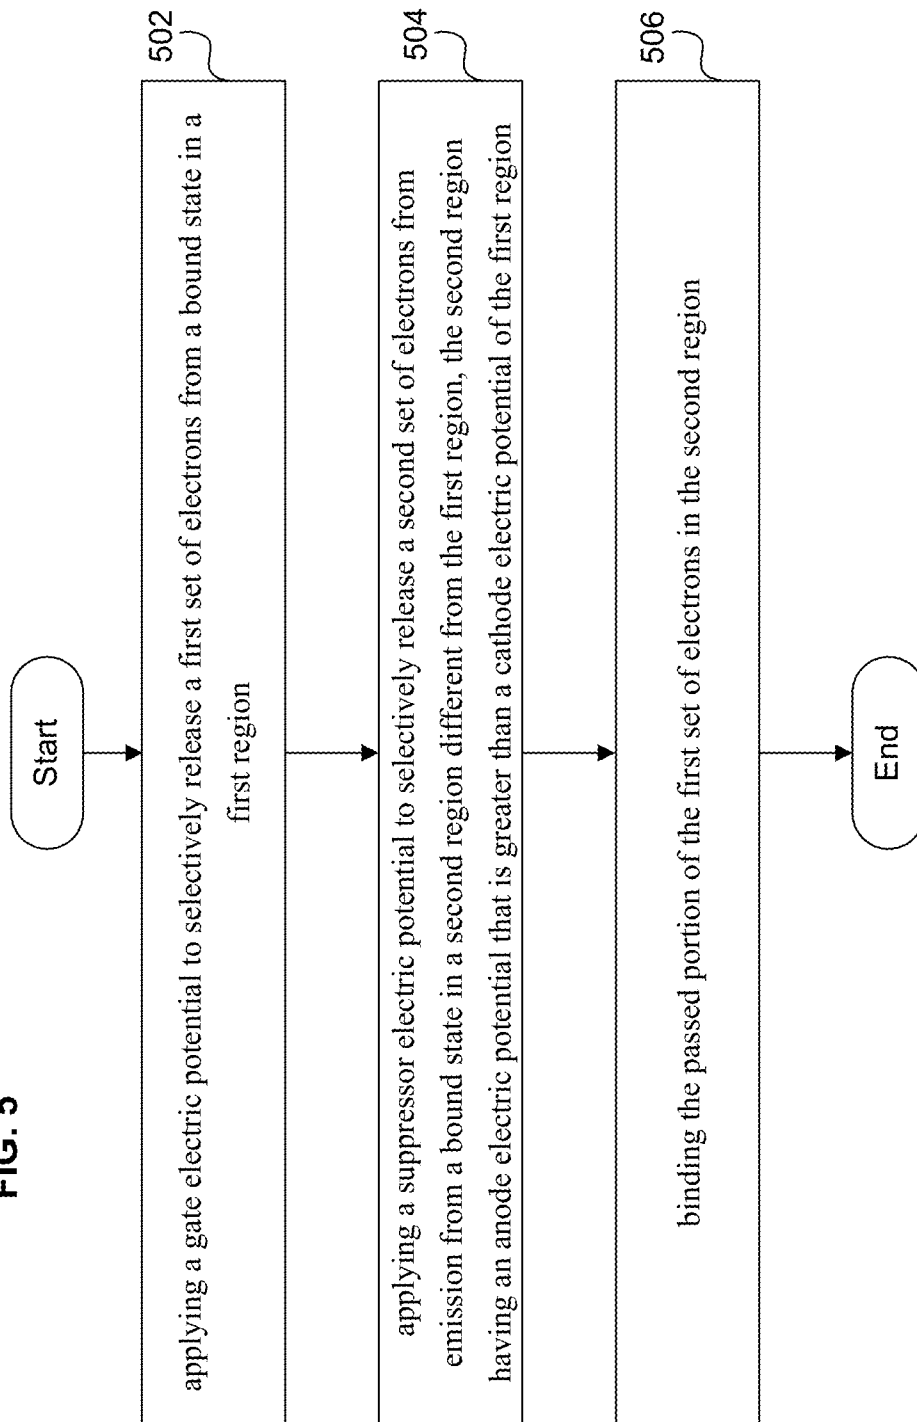 FIG. 5
Start
502
applying a gate electric potential to selectively release a first set of electrons from a bound state in a
first region
504
applying a suppressor electric potential to selectively release a second set of electrons from
emission from a bound state in a second region different from the first region, the second region
having an anode electric potential that is greater than a cathode electric potential of the first region
506
binding the passed portion of the first set of electrons in the second region
End